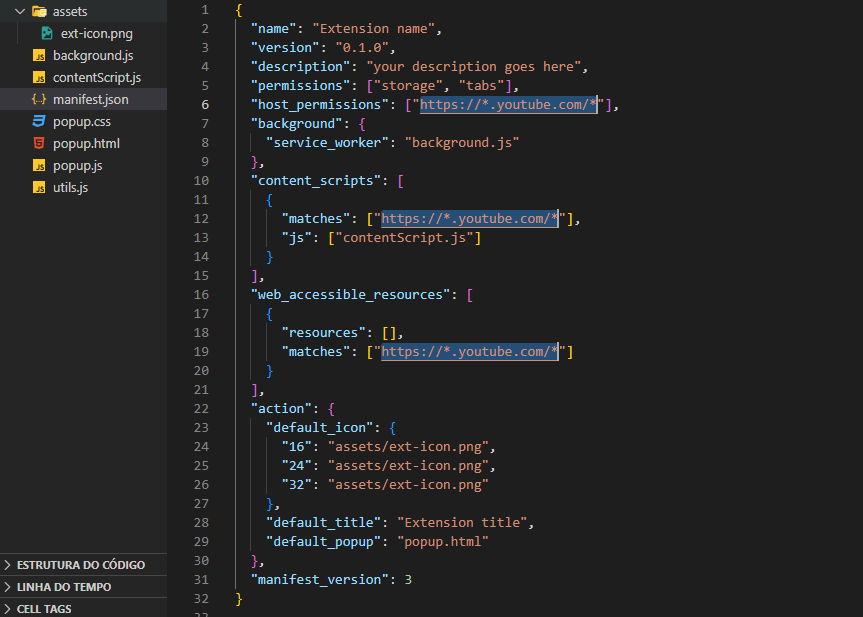 assets
ext-icon.png
JS background.js
JS contentScript.js
{..} manifest.json
popup.css
popup.html
JS popup.js
JS utils.js
ESTRUTURA DO CÓDIGO
LINHA DO TEMPO
CELL TAGS
1 {
2 "name": "Extension name",
3 "version": "0.1.0",
4 "description": "your description goes here",
5 "permissions": ["storage", "tabs"],
6 "host_permissions": ["https://*.youtube.com/*"],
7 "background": {
8 "service_worker": "background.js"
9 },
10 "content_scripts": [
11 {
12 "matches": ["https://*.youtube.com/*"],
13 "js": ["contentScript.js"]
14 }
15 ],
16 "web_accessible_resources": [
17 {
18 "resources": [],
19 "matches": ["https://*.youtube.com/*"]
20 }
21 ],
22 "action": {
23 "default_icon": {
24 "16": "assets/ext-icon.png",
25 "24": "assets/ext-icon.png",
26 "32": "assets/ext-icon.png"
27 },
28 "default_title": "Extension title",
29 "default_popup": "popup.html"
30 },
31 "manifest_version": 3
32 }
33